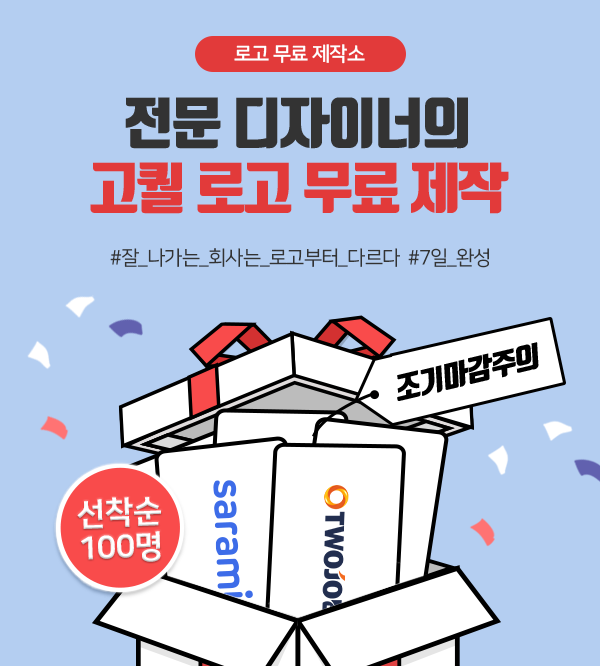 로고 무료 제작소
전문 디자이너의
고퀄 로고 무료 제작
#잘_나가는_회사는_로고부터_다르다 #7일_완성
조기마감주의
선착순
100명
sarami
TWOJO